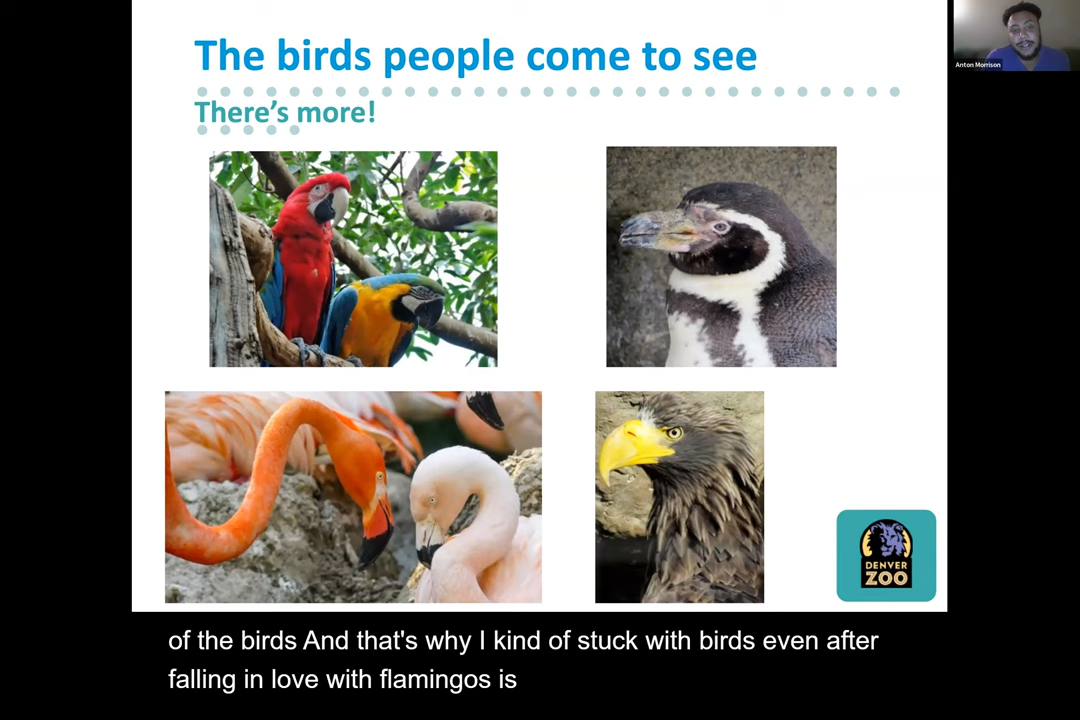 The birds people come to see
There's more!
Anton Morrison
DENVER
ZOO
of the birds And that's why I kind of stuck with birds even after
falling in love with flamingos is